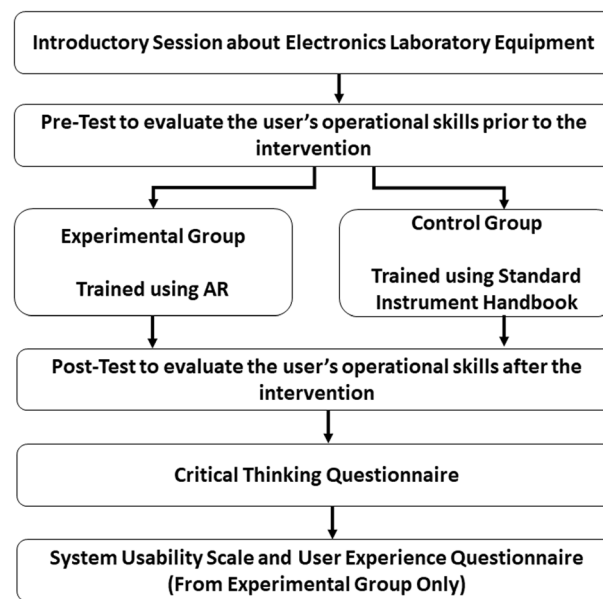 Introductory Session about Electronics Laboratory Equipment
Pre-Test to evaluate the user's operational skills prior to the
intervention
Experimental Group
Trained using AR
Control Group
Trained using Standard
Instrument Handbook
Post-Test to evaluate the user's operational skills after the
intervention
Critical Thinking Questionnaire
System Usability Scale and User Experience Questionnaire
(From Experimental Group Only)